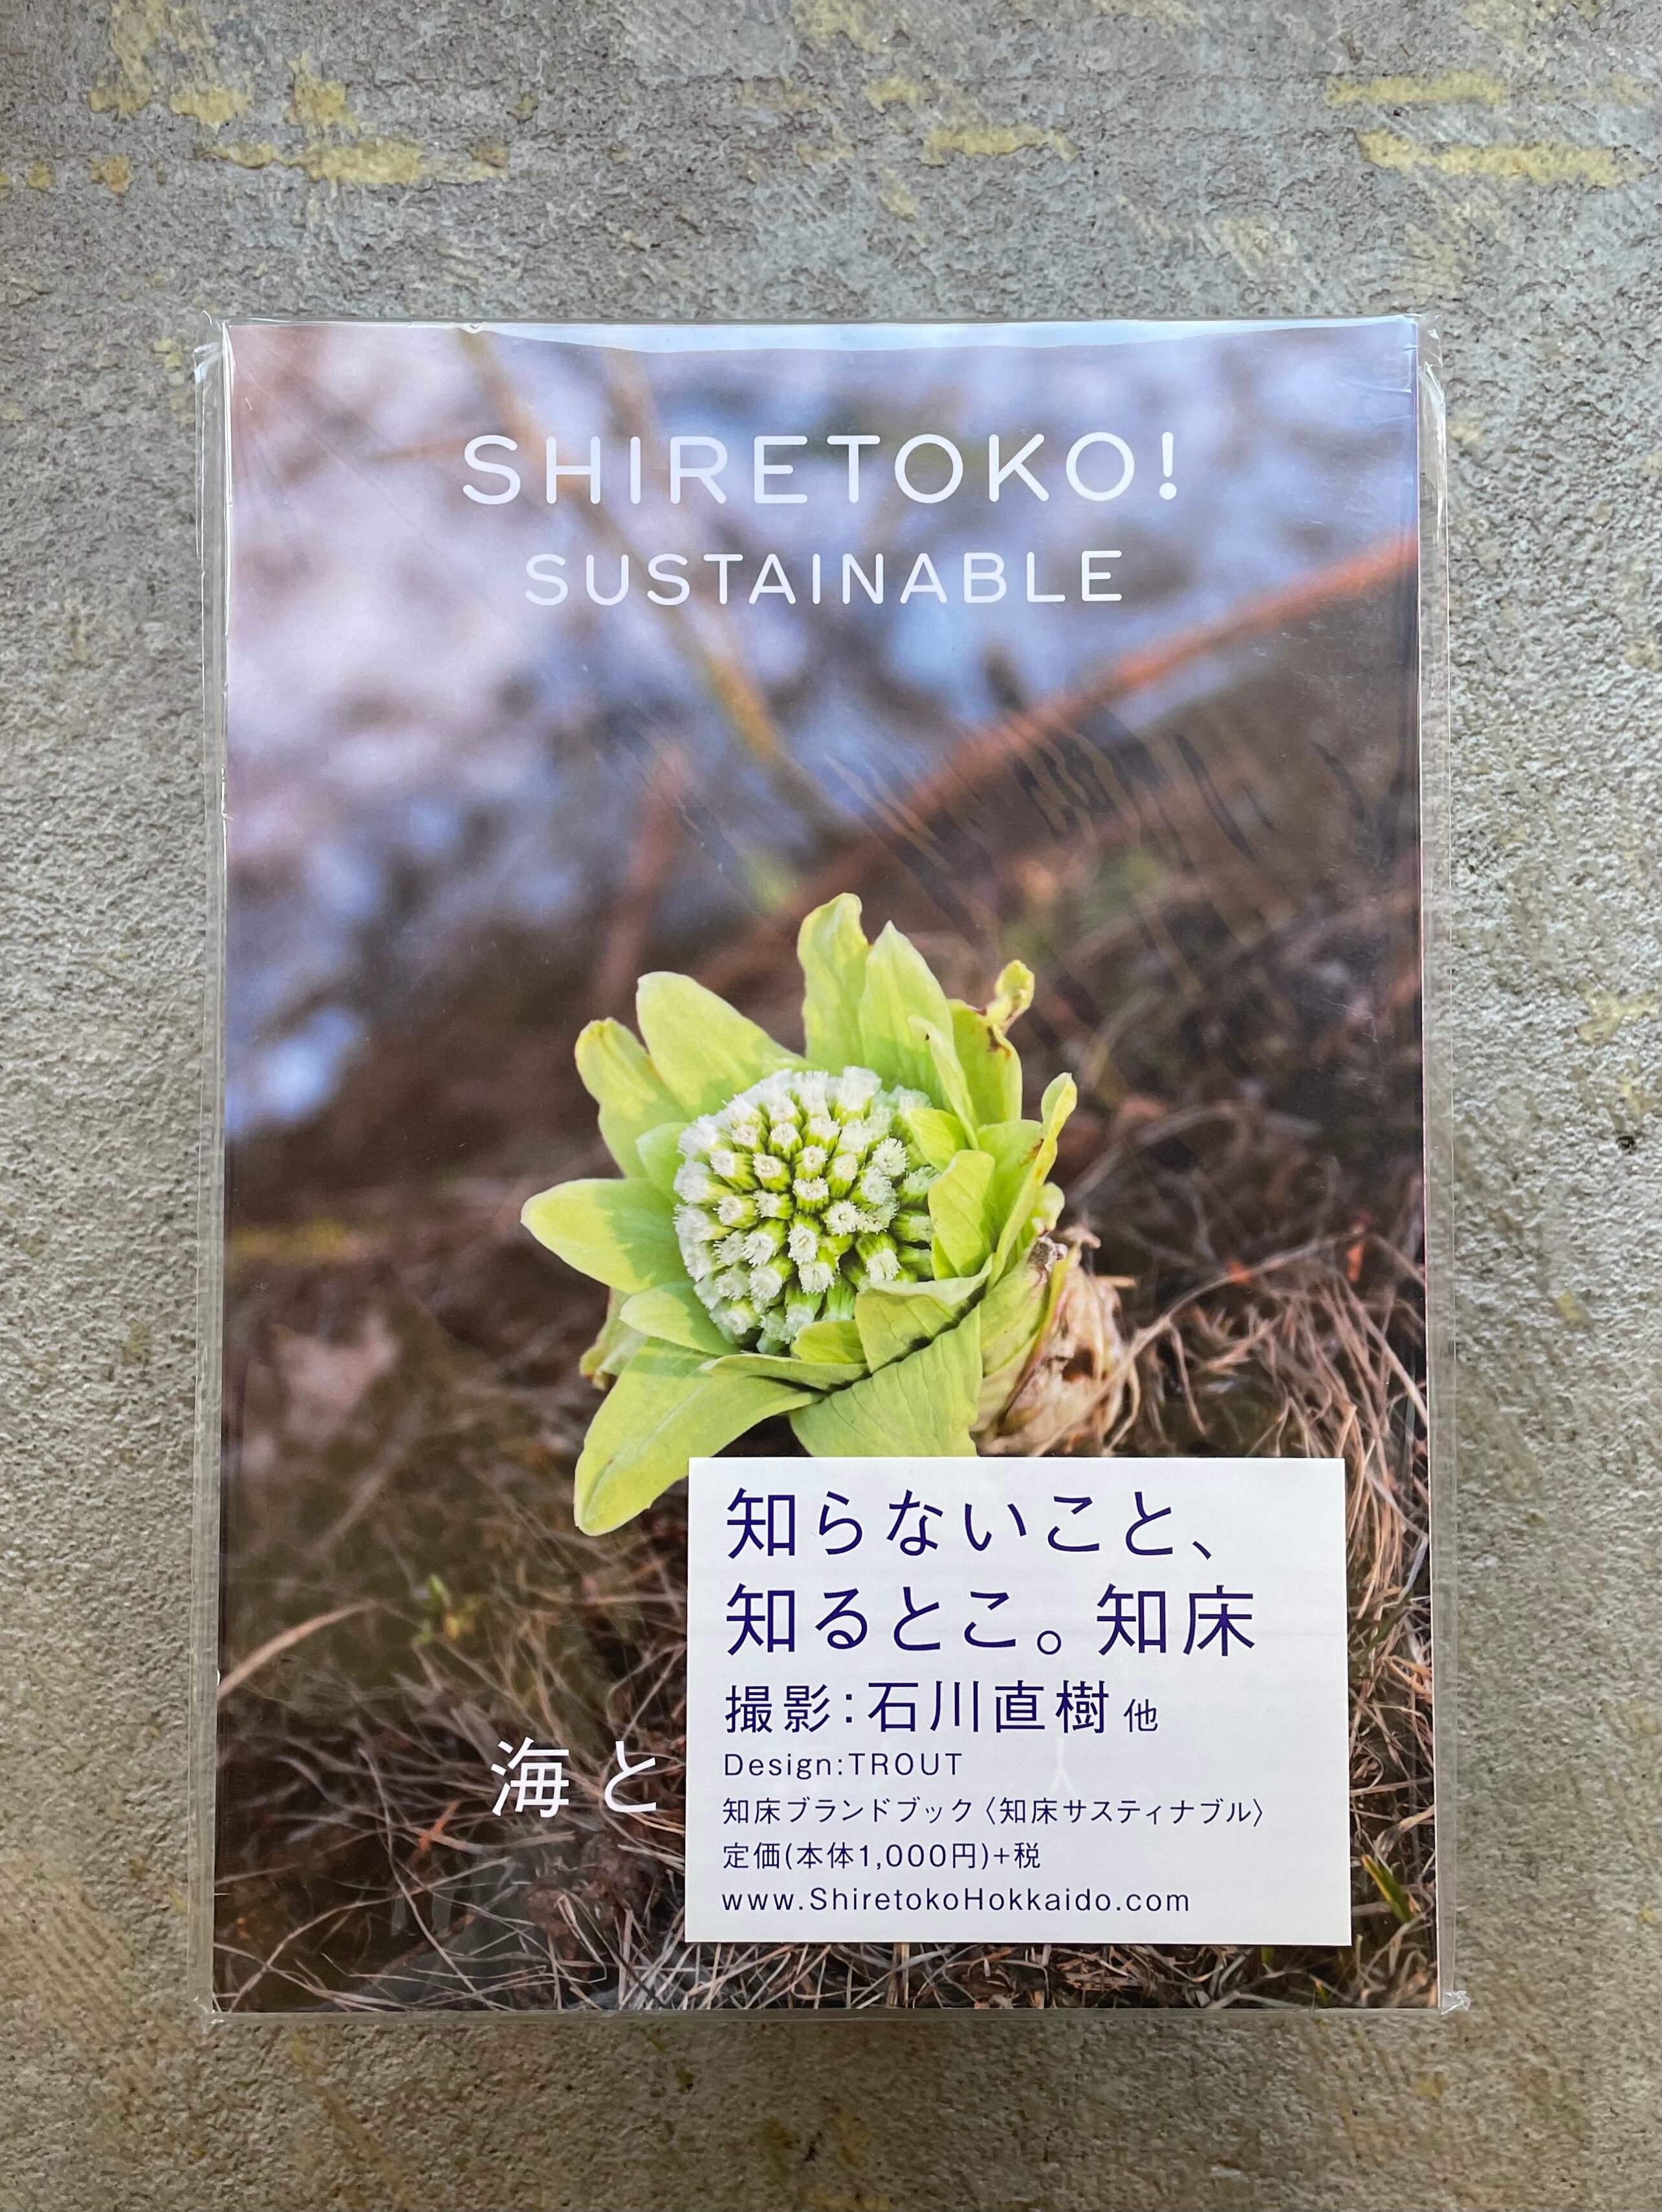 SHIRETOKO!
SUSTAINABLE
知らないこと、
知るとこ。知床
撮影:石川直樹 他
海と
Design:TROUT
知床ブランドブック〈知床サスティナブル〉
定価(本体1,000円)+税
www.ShiretokoHokkaido.com